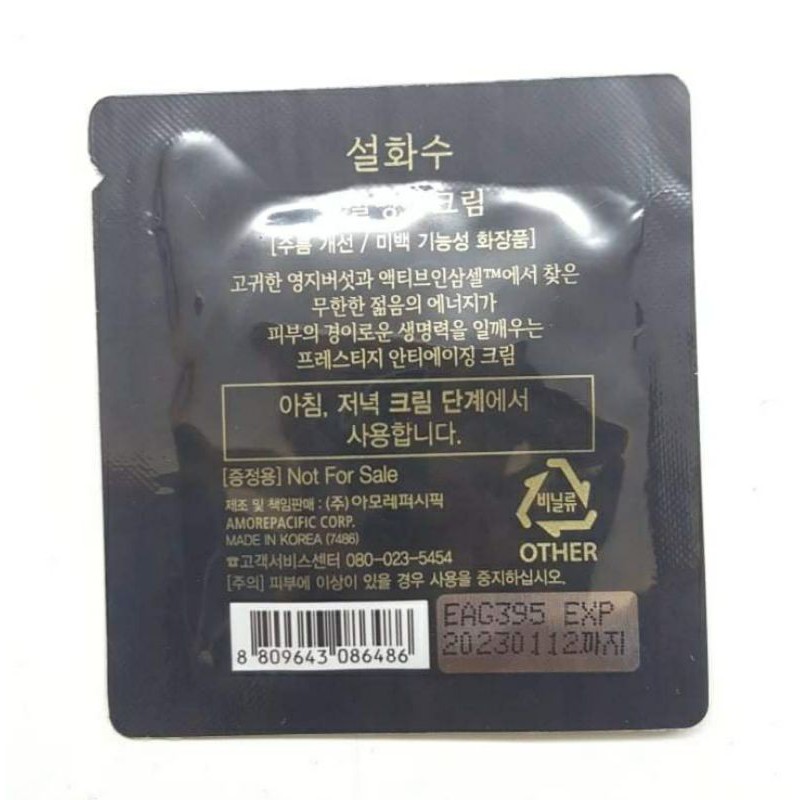 설화수
크림
[주름 개선 / 미백 기능성 화장품]
고귀한 영지버섯과 액티브인삼셀™에서 찾은
무한한 젊음의 에너지가
피부의 경이로운 생명력을 일깨우는
프레스티지 안티에이징 크림
아침, 저녁 크림 단계에서
사용합니다.
[증정용] Not For Sale
제조 및 책임판매 : (주)아모레퍼시픽
AMOREPACIFIC CORP.
MADE IN KOREA (7486)
☎고객서비스센터 080-023-5454
[주의] 피부에 이상이 있을 경우 사용을 중지하십시오.
비닐류
OTHER
8 809643 086486
EAG395 EXP
20230112까지